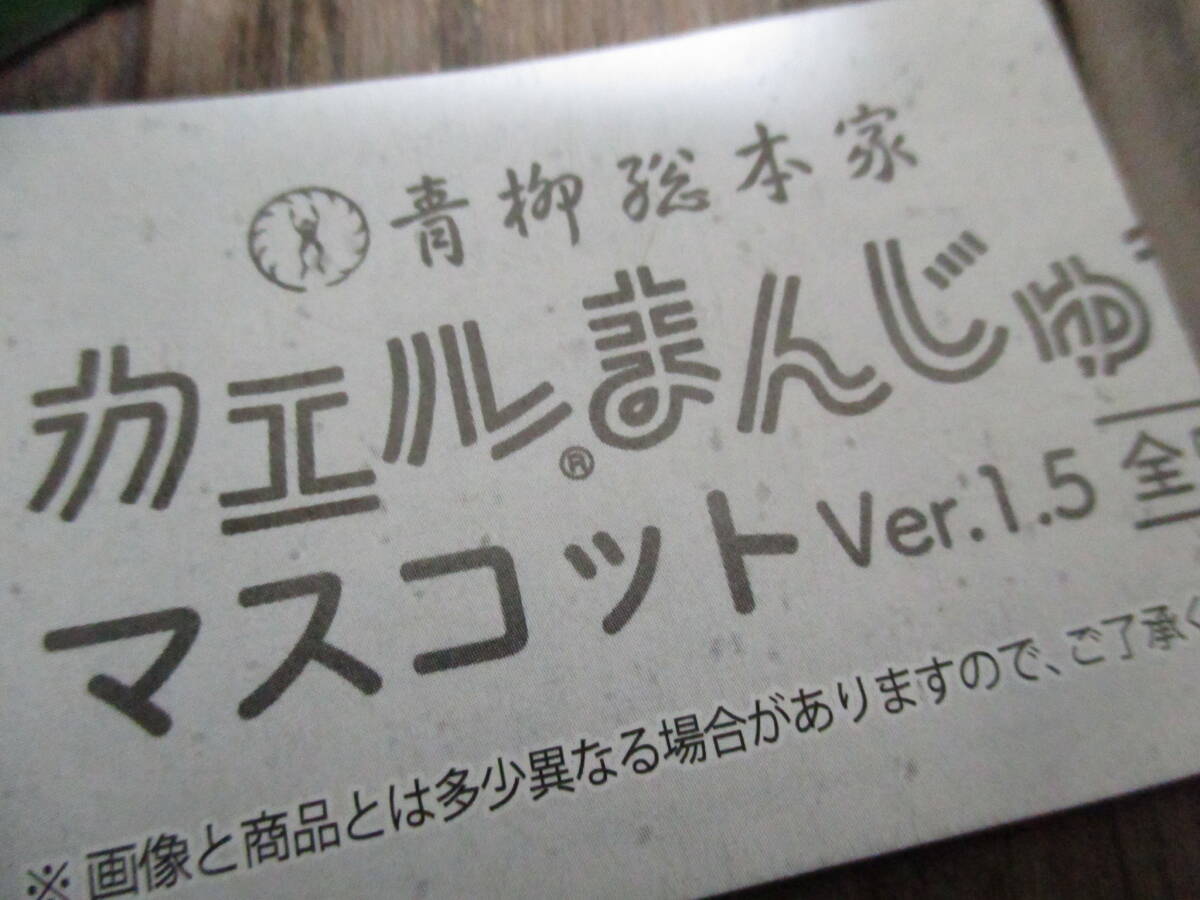 青柳総本家
カエルまんじゅ
®
マスコット Ver.1.5 全
※画像と商品とは多少異なる場合がありますので、ご了承く